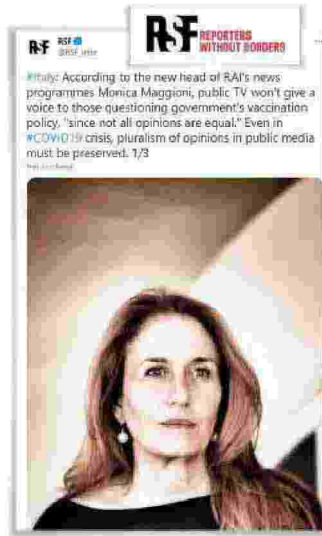 RSF
RSF REPORTERS
WITHOUT BORDERS
@RSF_inter
#Italy: According to the new head of RAI's news
programmes Monica Maggioni, public TV won't give a
voice to those questioning government's vaccination
policy, "since not all opinions are equal." Even in
#COVID19 crisis, pluralism of opinions in public media
must be preserved. 1/3